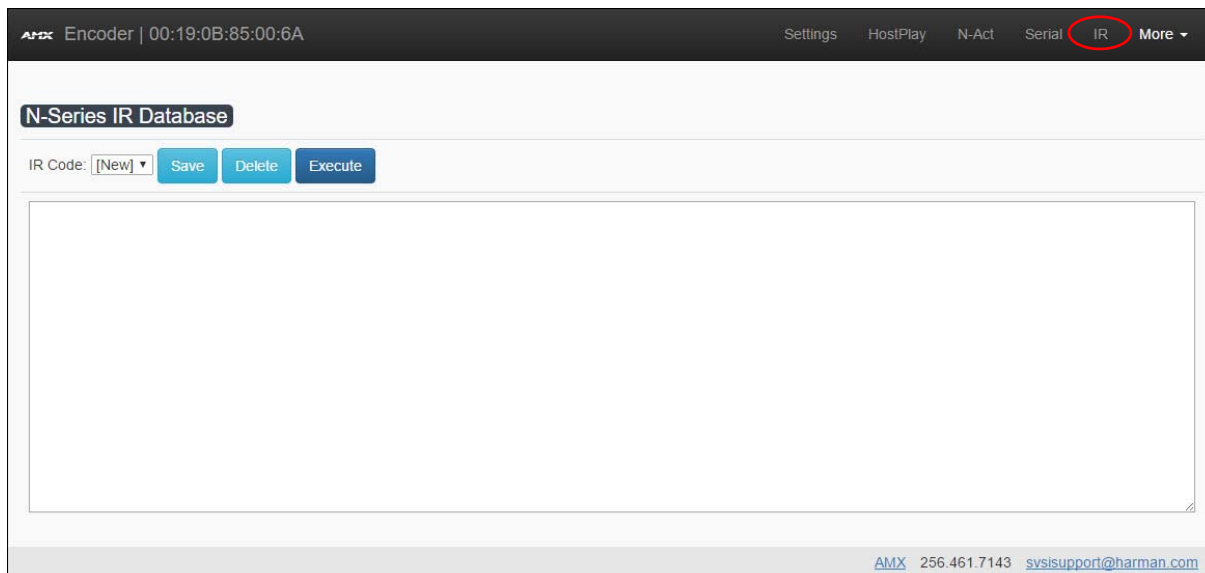 AMX Encoder | 00:19:0B:85:00:6A Settings HostPlay N-Act Serial IR More
N-Series IR Database
IR Code: [New] Save Delete Execute
AMX 256.461.7143 svsisupport@harman.com